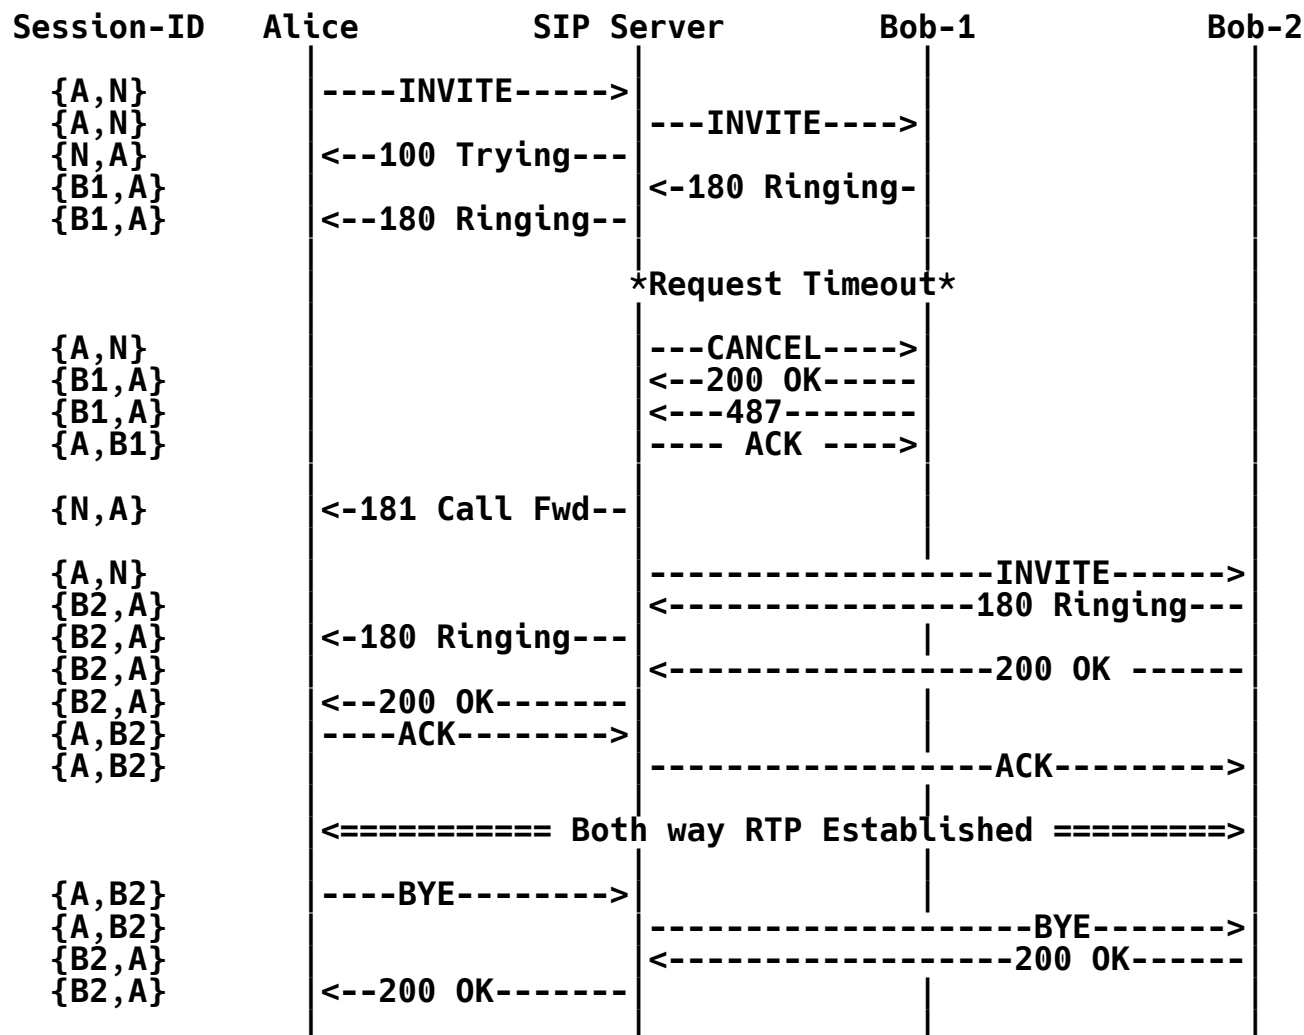 Session-ID   Alice         SIP Server        Bob-1            Bob-2
  {A,N}        |----INVITE----->|              |                |
  {A,N}        |                |---INVITE---->|                |
  {N,A}        |<--100 Trying---|              |                |
  {B1,A}       |                |<-180 Ringing-|                |
  {B1,A}       |<--180 Ringing--|              |                |
               |               *Request Timeout*                |
  {A,N}        |                |---CANCEL---->|                |
  {B1,A}       |                |<--200 OK-----|                |
  {B1,A}       |                |<---487-------|                |
  {A,B1}       |                |---- ACK ---->|                |
  {N,A}        |<-181 Call Fwd--|              |                |
  {A,N}        |                |------------------INVITE------>|
  {B2,A}       |                |<----------------180 Ringing---|
  {B2,A}       |<-180 Ringing---|              |                |
  {B2,A}       |                |<-----------------200 OK ------|
  {B2,A}       |<--200 OK-------|              |                |
  {A,B2}       |----ACK-------->|              |                |
  {A,B2}       |                |------------------ACK--------->|
               |<=========== Both way RTP Established =========>|
  {A,B2}       |----BYE-------->|              |                |
  {A,B2}       |                |--------------------BYE------->|
  {B2,A}       |                |<------------------200 OK------|
  {B2,A}       |<--200 OK-------|              |                |